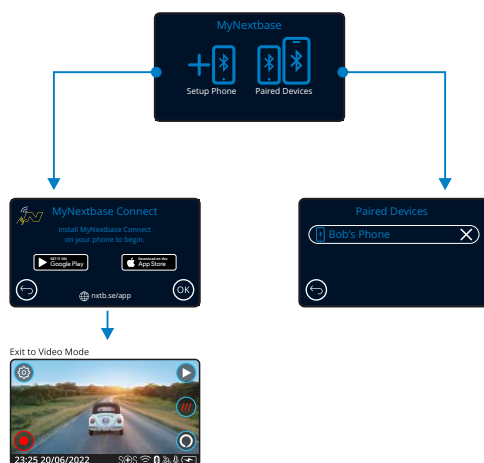 MyNextbase
Setup Phone
Paired Devices
MyNextbase Connect
Install MyNextbase Connect
on your phone to begin.
GET IT ON
Google Play
Download on the
App Store
nxtb.se/app
OK
Paired Devices
Bob's Phone
Exit to Video Mode
23:25 20/06/2022
SOS